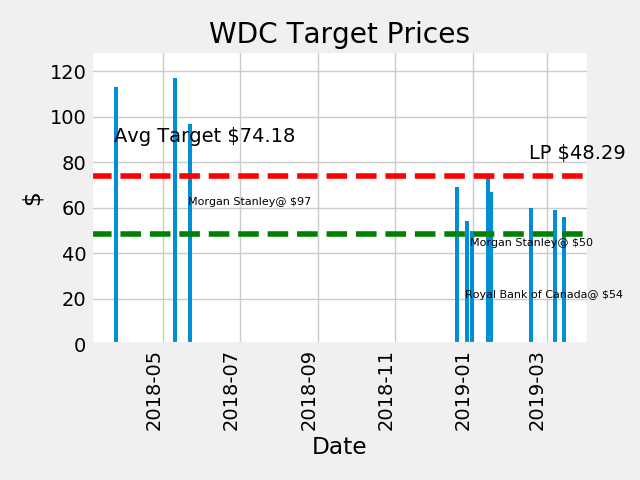 WDC Target Prices
120
100
80
60
40
20
0
$
Avg Target $74.18
LP $48.29
Morgan Stanley@ $97
Morgan Stanley@ $50
Royal Bank of Canada@ $54
2018-05
2018-07
2018-09
2018-11
2019-01
2019-03
Date